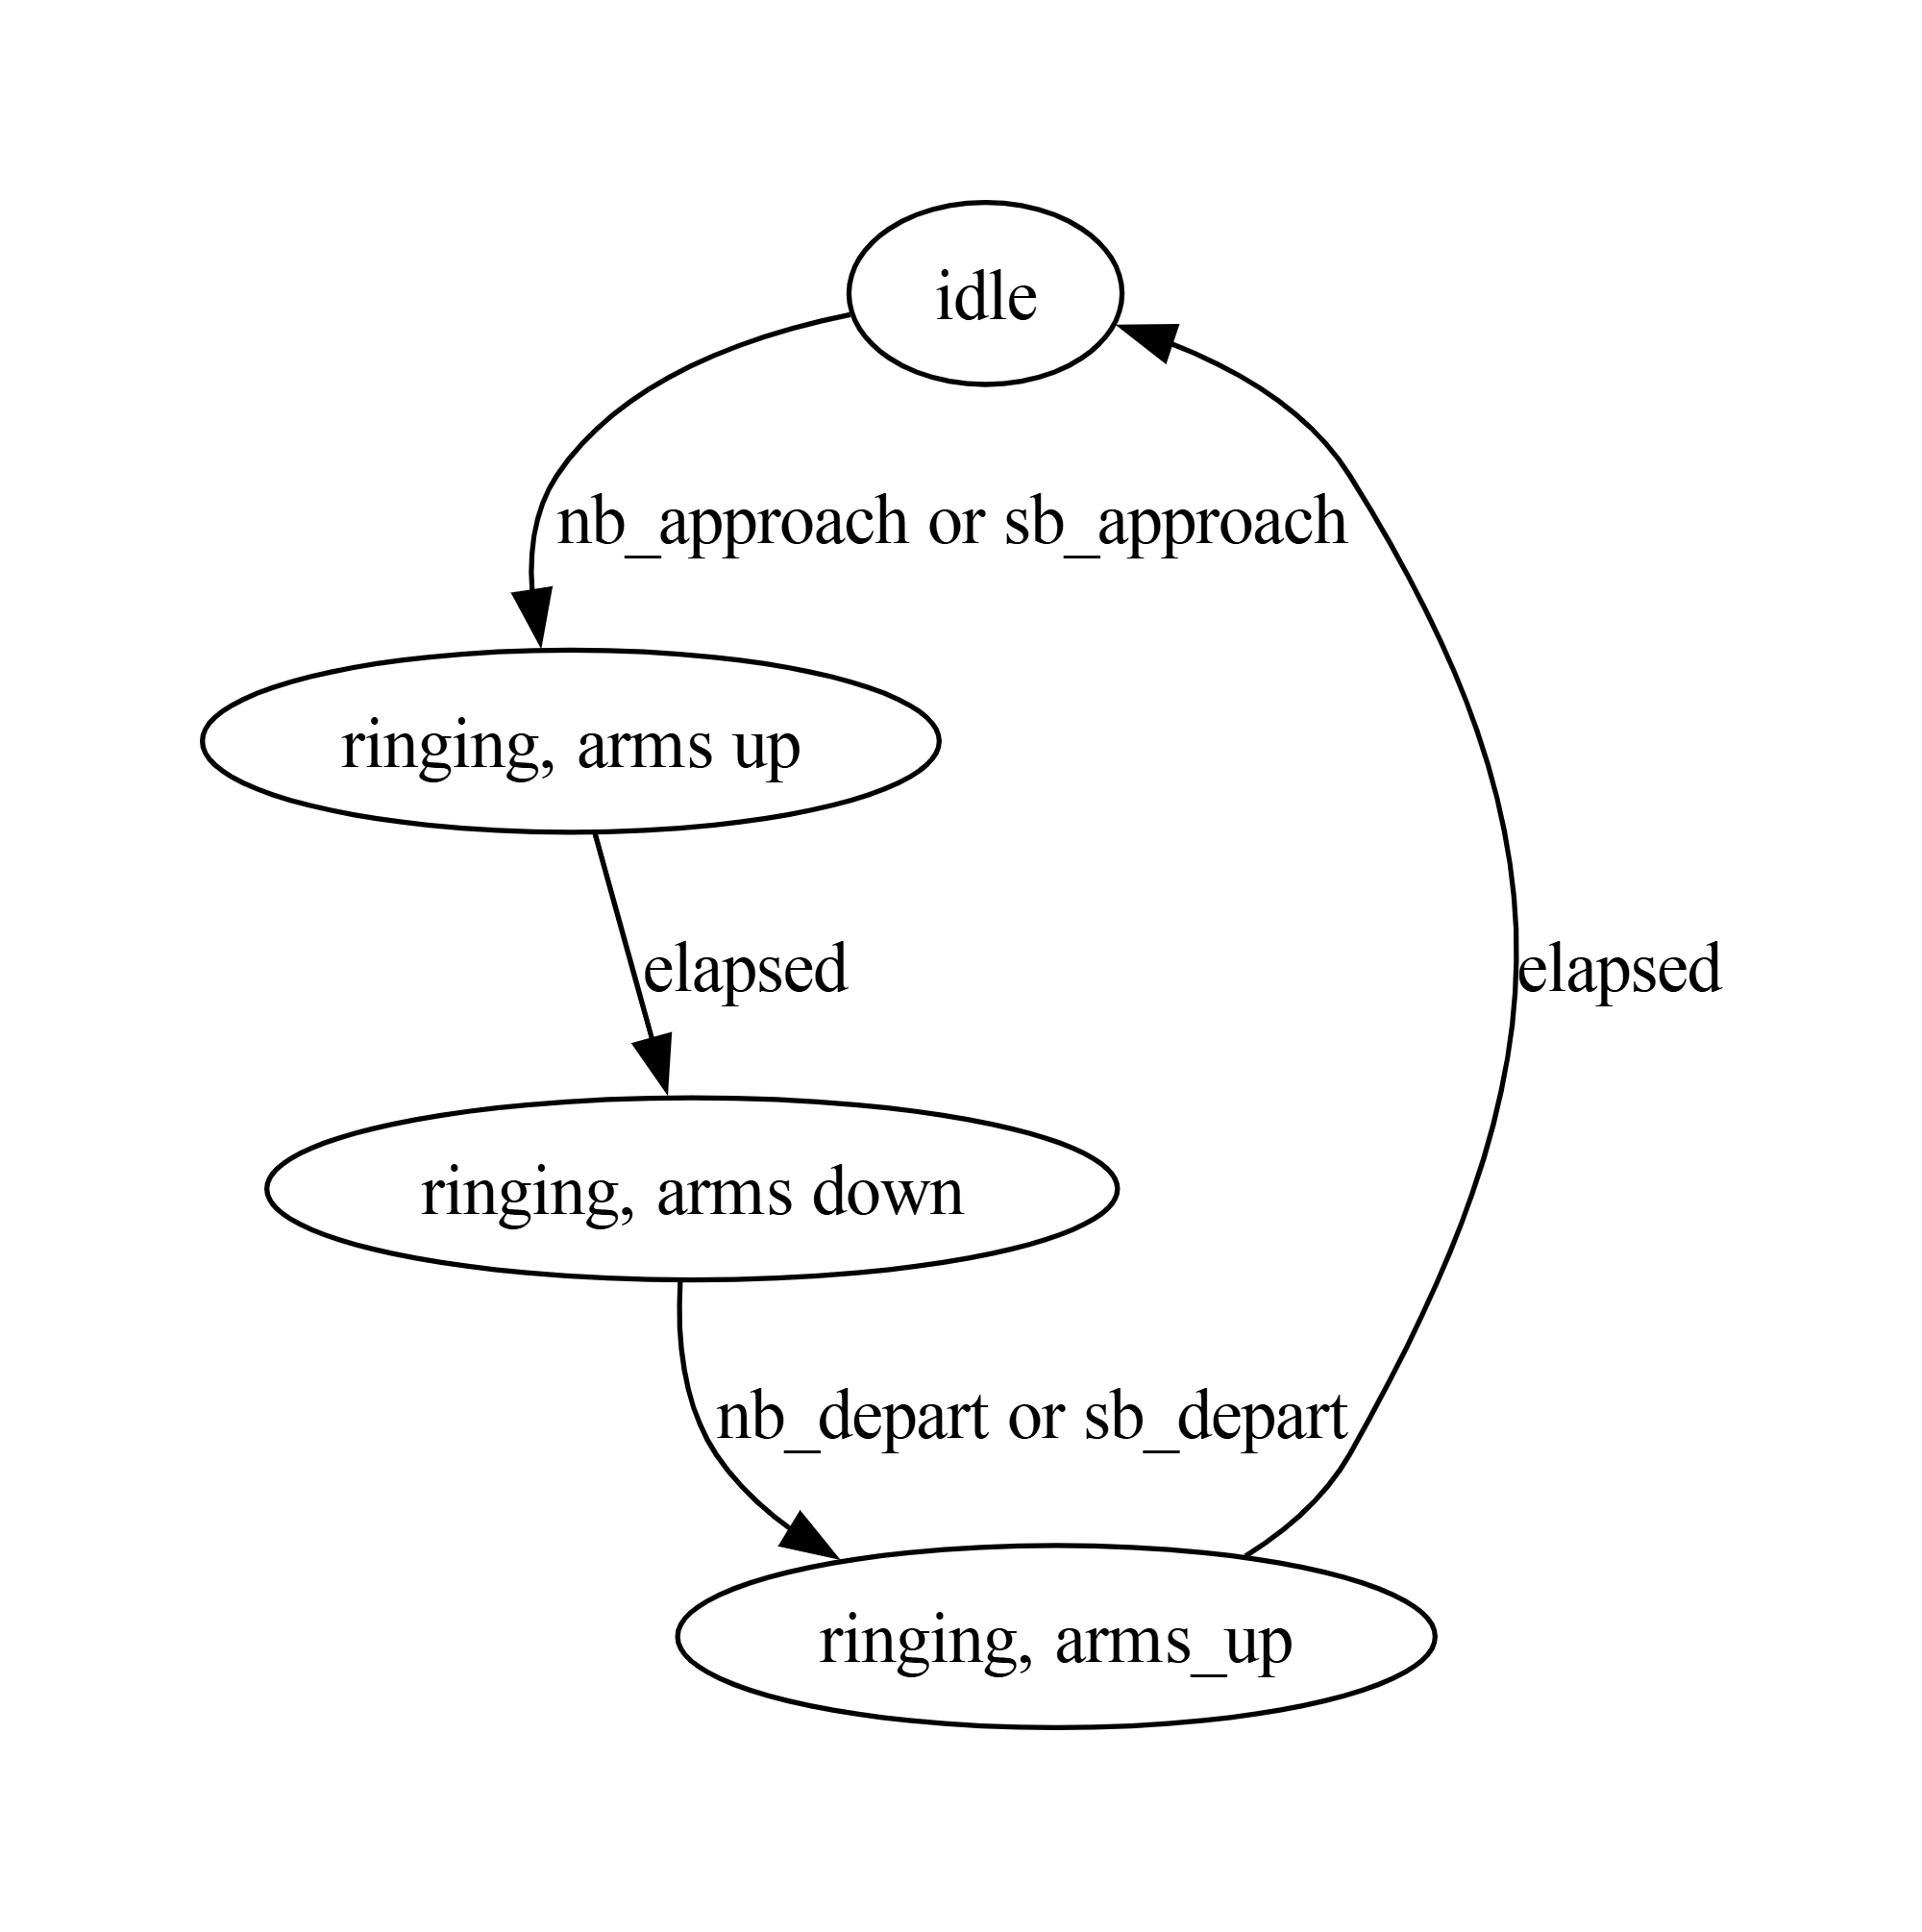 idle
nb_approach or sb_approach
ringing, arms up
elapsed
elapsed
ringing, arms down
nb_depart or sb_depart
ringing, arms_up